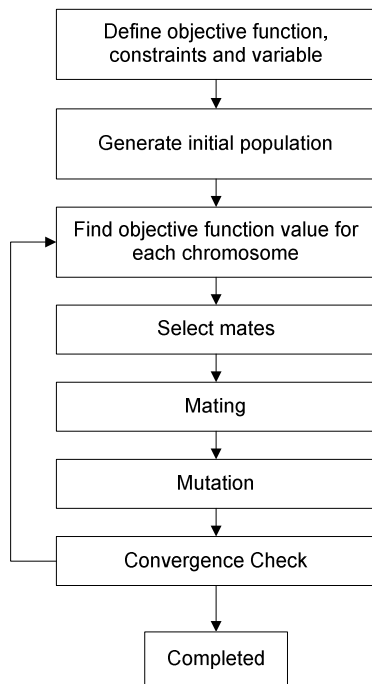 Define objective function,
constraints and variable
Generate initial population
Find objective function value for
each chromosome
Select mates
Mating
Mutation
Convergence Check
Completed